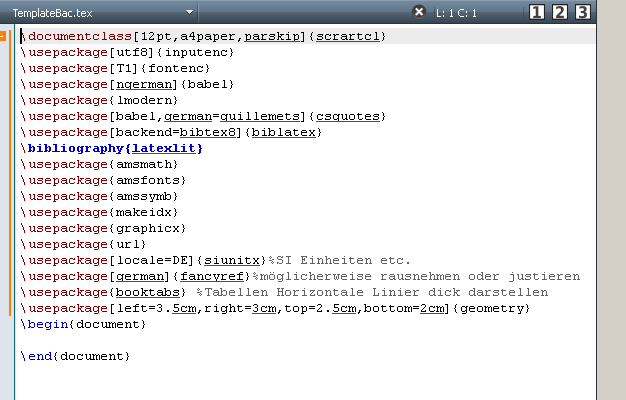 TemplateBac.tex L: 1 C: 1 1 2 3
\documentclass[12pt,a4paper,parskip]{scrartcl}
\usepackage[utf8]{inputenc}
\usepackage[T1]{fontenc}
\usepackage[ngerman]{babel}
\usepackage{lmodern}
\usepackage[babel,german=guillemets]{csquotes}
\usepackage[backend=bibtex8]{biblatex}
\bibliography{latexlit}
\usepackage{amsmath}
\usepackage{amsfonts}
\usepackage{amssymb}
\usepackage{makeidx}
\usepackage{graphicx}
\usepackage{url}
\usepackage[locale=DE]{siunitx}%SI Einheiten etc.
\usepackage[german]{fancyref}%möglicherweise rausnehmen oder justieren
\usepackage{booktabs} %Tabellen Horizontale Linier dick darstellen
\usepackage[left=3.5cm,right=3cm,top=2.5cm,bottom=2cm]{geometry}
\begin{document}
\end{document}